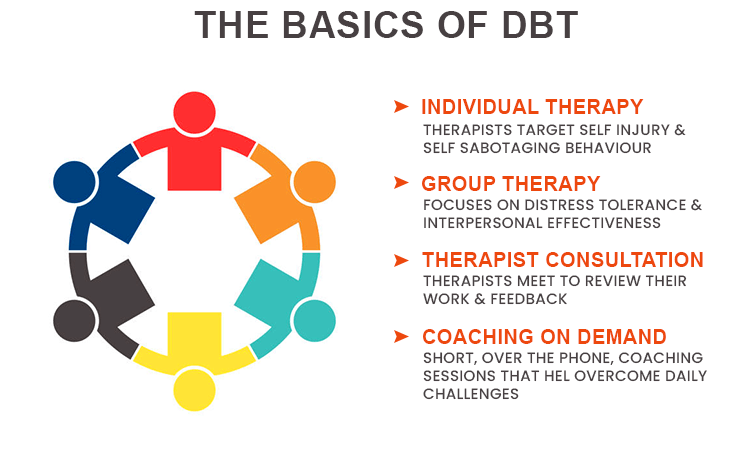 THE BASICS OF DBT
INDIVIDUAL THERAPY
THERAPISTS TARGET SELF INJURY &
SELF SABOTAGING BEHAVIOUR
GROUP THERAPY
FOCUSES ON DISTRESS TOLERANCE &
INTERPERSONAL EFFECTIVENESS
THERAPIST CONSULTATION
THERAPISTS MEET TO REVIEW THEIR
WORK & FEEDBACK
COACHING ON DEMAND
SHORT, OVER THE PHONE, COACHING
SESSIONS THAT HEL OVERCOME DAILY
CHALLENGES